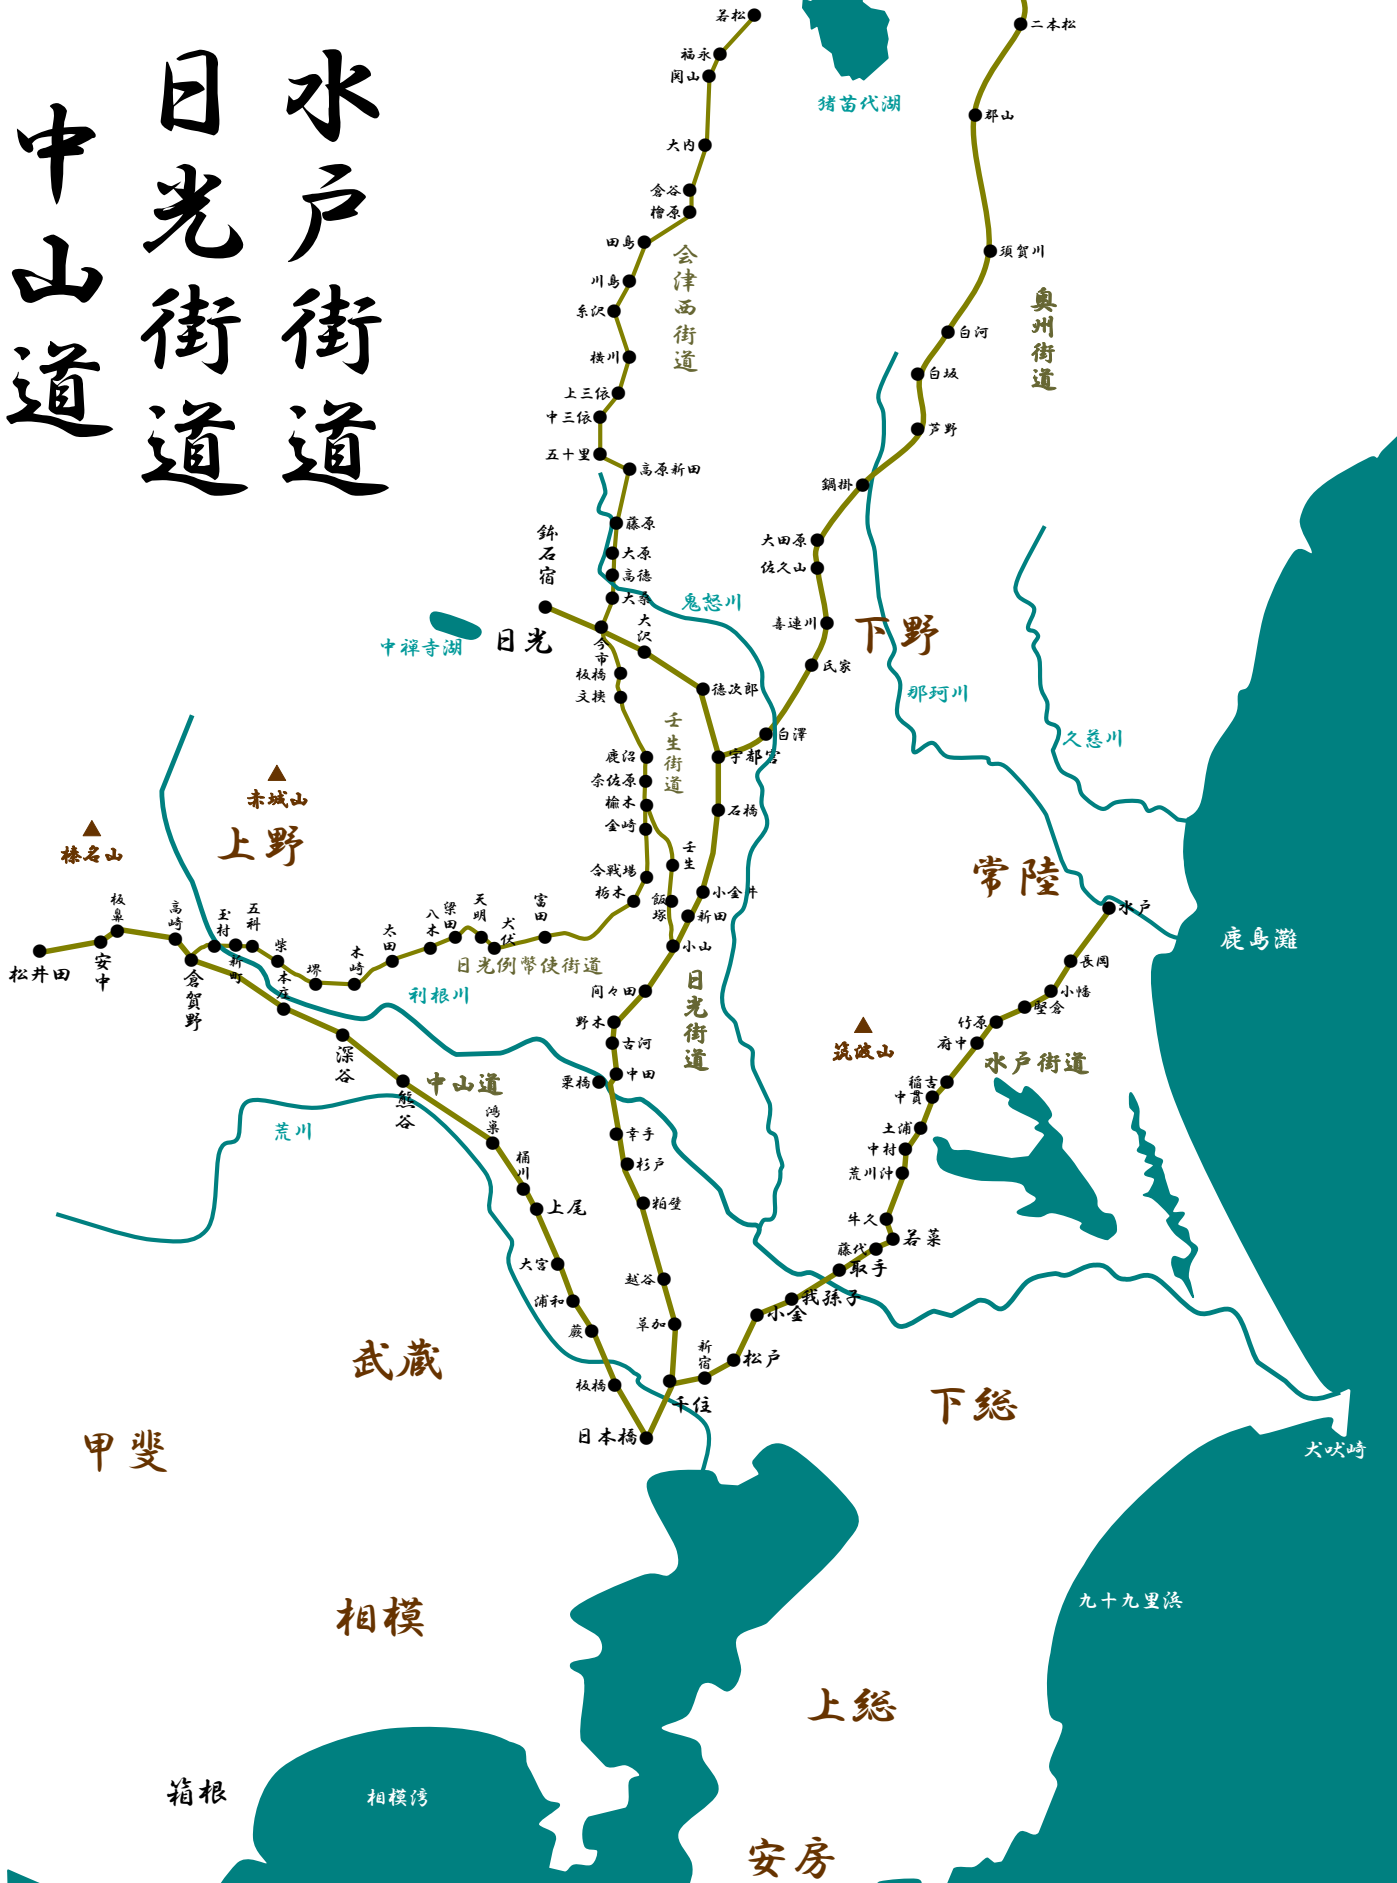 水戸街道
日光街道
中山道
若松
福永
関山
大内
倉谷
檜原
田島
川島
糸沢
横川
上三依
中三依
五十里
高原新田
藤原
大原
高徳
大桑
会津西街道
猪苗代湖
二本松
郡山
須賀川
白河
白坂
芦野
鍋掛
大田原
佐久山
喜連川
氏家
白澤
奥州街道
鉢石宿
日光
中禅寺湖
今市
大沢
徳次郎
宇都宮
石橋
小金井
新田
小山
鬼怒川
下野
那珂川
久慈川
板橋
文挟
鹿沼
奈佐原
楡木
金崎
合戦場
栃木
富田
犬伏
天明
梁田
八木
太田
木崎
堺
柴
五料
玉村
壬生街道
壬生
飯塚
日光例幣使街道
赤城山
榛名山
上野
松井田
安中
板鼻
高崎
倉賀野
新町
本庄
深谷
熊谷
鴻巣
桶川
上尾
大宮
浦和
蕨
板橋
日本橋
中山道
利根川
荒川
日光街道
間々田
野木
古河
中田
栗橋
幸手
杉戸
粕壁
越谷
草加
千住
新宿
松戸
小金
我孫子
取手
藤代
若菜
牛久
荒川沖
中村
土浦
中貫
稲吉
府中
竹原
堅倉
小幡
長岡
水戸
水戸街道
常陸
筑波山
鹿島灘
武蔵
甲斐
相模
下総
上総
安房
犬吠崎
九十九里浜
箱根
相模湾